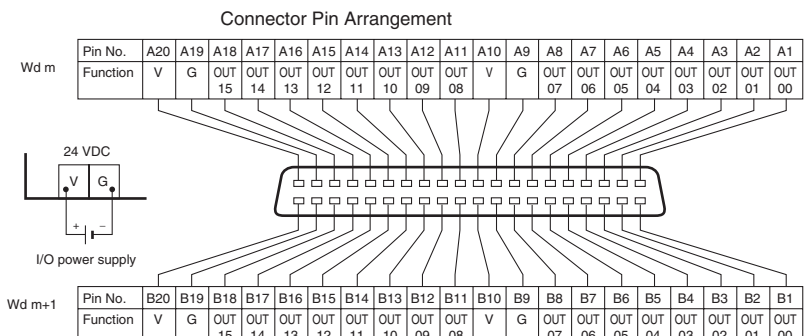 Connector Pin Arrangement
Wd m
Pin No. A20 A19 A18 A17 A16 A15 A14 A13 A12 A11 A10 A9 A8 A7 A6 A5 A4 A3 A2 A1
Function V G OUT OUT OUT OUT OUT OUT OUT OUT V G OUT OUT OUT OUT OUT OUT OUT OUT
15 14 13 12 11 10 09 08 07 06 05 04 03 02 01 00
24 VDC
V G
+ −
I/O power supply
Wd m+1
Pin No. B20 B19 B18 B17 B16 B15 B14 B13 B12 B11 B10 B9 B8 B7 B6 B5 B4 B3 B2 B1
Function V G OUT OUT OUT OUT OUT OUT OUT OUT V G OUT OUT OUT OUT OUT OUT OUT OUT
15 14 13 12 11 10 09 08 07 06 05 04 03 02 01 00